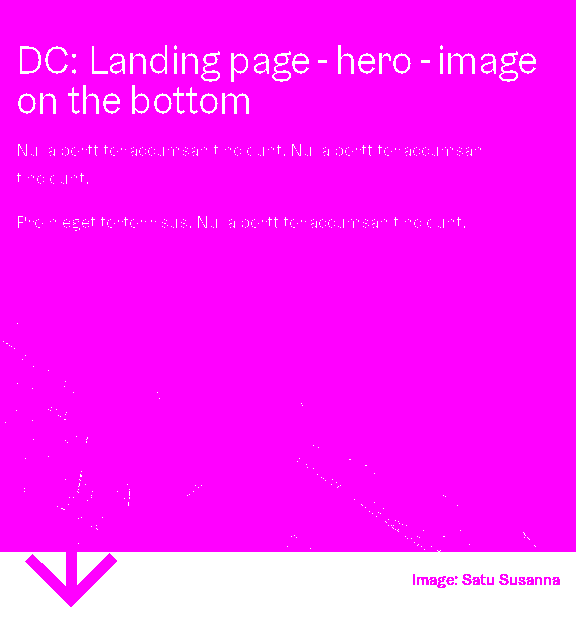 DC: Landing page - hero - image
on the bottom
Nulla porttitor accumsan tincidunt. Nulla porttitor accumsan
tincidunt.
Proin eget tortor risus. Nulla porttitor accumsan tincidunt.
Image: Satu Susanna